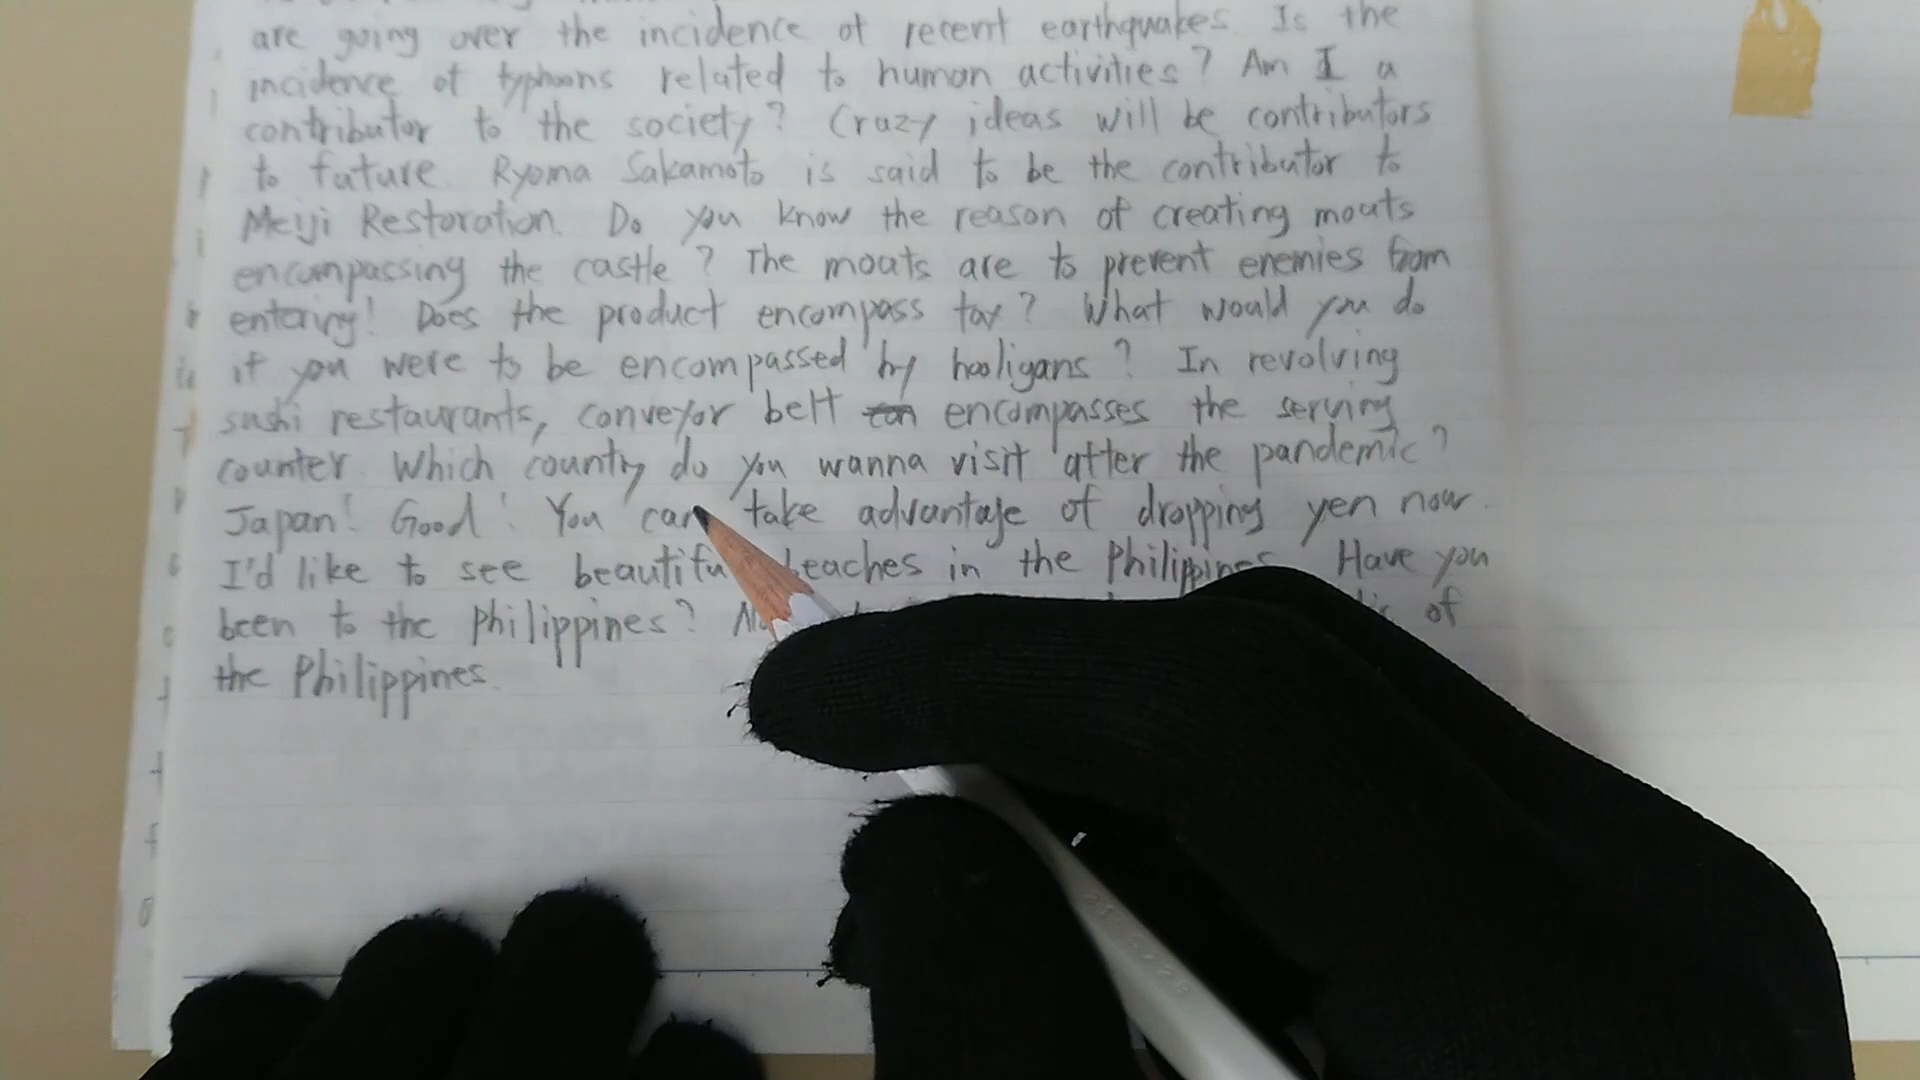 are going over the incidence of recent earthquakes. Is the
incidence of typhoons related to human activities? Am I a
contributor to the society? Crazy ideas will be contributors
to future. Ryoma Sakamoto is said to be the contributor to
Meiji Restoration. Do you know the reason of creating moats
encompassing the castle? The moats are to prevent enemies from
entering! Does the product encompass tax? What would you do
if you were to be encompassed by hooligans? In revolving
sushi restaurants, conveyor belt encompasses the serving
counter. Which country do you wanna visit after the pandemic?
Japan! Good! You can take advantage of dropping yen now.
I'd like to see beautiful beaches in the Philippines. Have you
been to the Philippines? of
the Philippines.